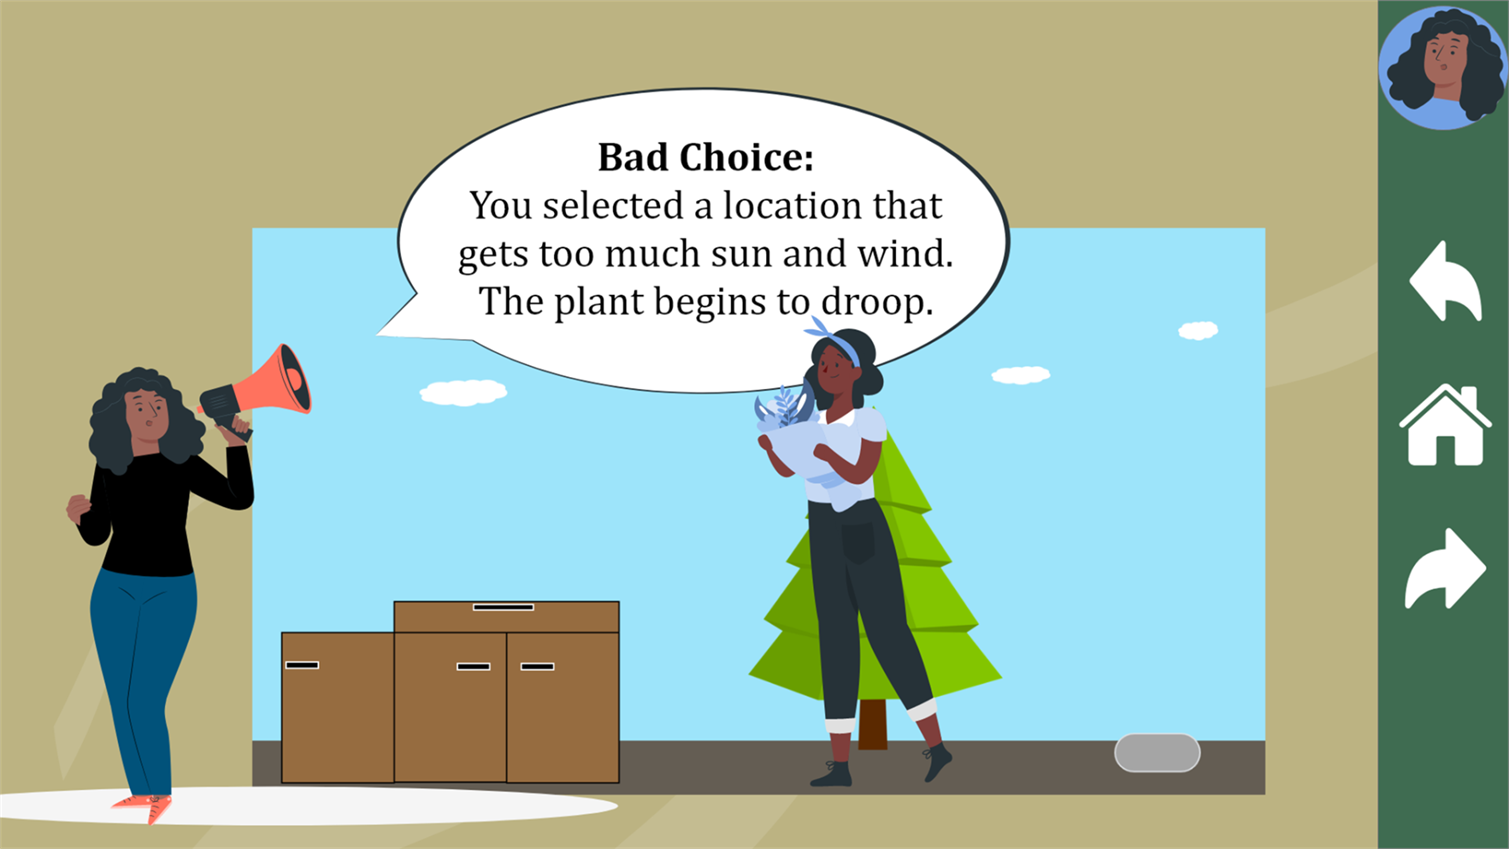 Bad Choice:
You selected a location that
gets too much sun and wind.
The plant begins to droop.